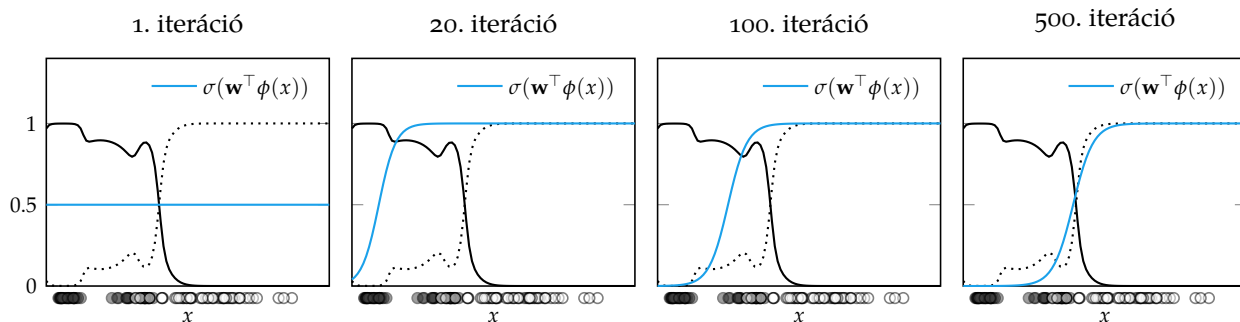 1. iteráció
20. iteráció
100. iteráció
500. iteráció
σ(w⊤ϕ(x))
σ(w⊤ϕ(x))
σ(w⊤ϕ(x))
σ(w⊤ϕ(x))
1
0.5
0
x
x
x
x